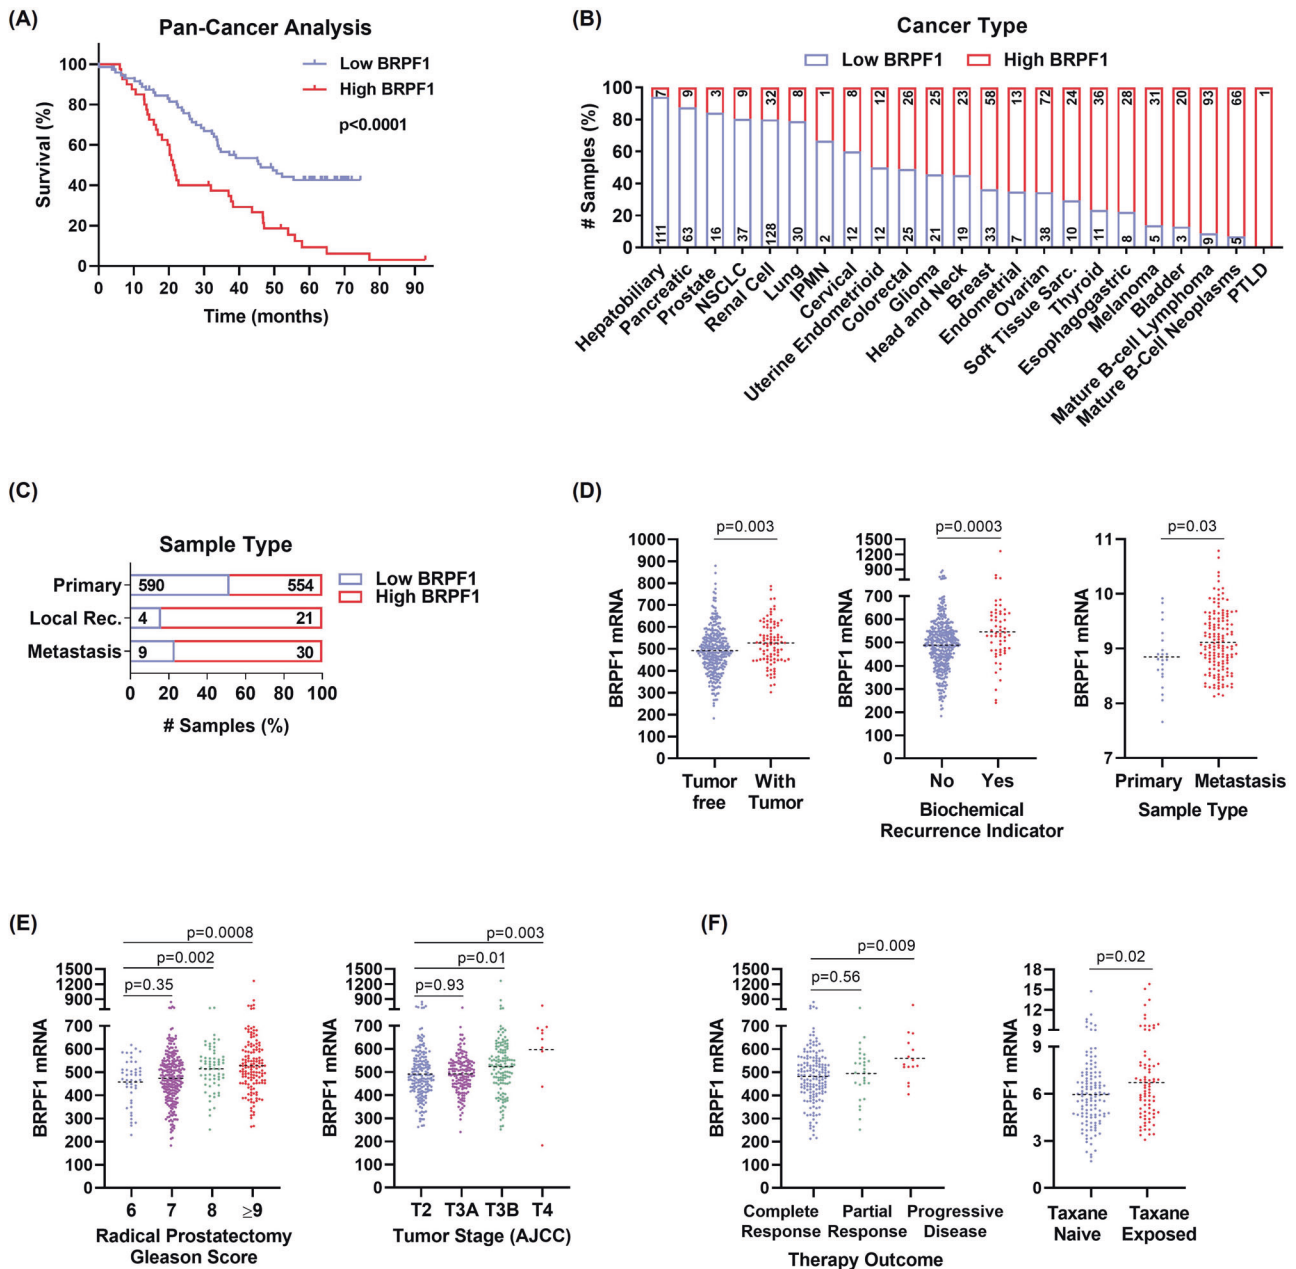 (A)
Pan-Cancer Analysis
Low BRPF1
High BRPF1
p<0.0001
Survival (%)
100
80
60
40
20
0
0 10 20 30 40 50 60 70 80 90
Time (months)
(B)
Cancer Type
Low BRPF1 High BRPF1
# Samples (%)
100
80
60
40
20
0
7 9 3 9 32 8 1 8 12 26 25 23 58 13 72 24 36 28 31 20 93 66 1
111 63 16 37 128 30 2 12 12 25 21 19 33 7 38 10 11 8 5 3 9 5
Hepatobiliary
Pancreatic
Prostate
NSCLC
Renal Cell
Lung
IPMN
Cervical
Uterine Endometrioid
Colorectal
Glioma
Head and Neck
Breast
Endometrial
Ovarian
Soft Tissue Sarc.
Thyroid
Esophagogastric
Melanoma
Bladder
Mature B-cell Lymphoma
Mature B-Cell Neoplasms
PTLD
(C)
Sample Type
Primary 590 554
Local Rec. 4 21
Metastasis 9 30
Low BRPF1
High BRPF1
0 20 40 60 80 100
# Samples (%)
(D)
p=0.003
BRPF1 mRNA
1000
900
800
700
600
500
400
300
200
100
0
Tumor free
With Tumor
p=0.0003
BRPF1 mRNA
1500
1200
900
700
600
500
400
300
200
100
0
No Yes
Biochemical
Recurrence Indicator
p=0.03
BRPF1 mRNA
11
10
9
8
7
Primary Metastasis
Sample Type
(E)
p=0.0008
p=0.002
p=0.35
BRPF1 mRNA
1500
1200
900
700
600
500
400
300
200
100
0
6 7 8 ≥9
Radical Prostatectomy
Gleason Score
p=0.003
p=0.01
p=0.93
BRPF1 mRNA
1500
1200
900
700
600
500
400
300
200
100
0
T2 T3A T3B T4
Tumor Stage (AJCC)
(F)
p=0.009
p=0.56
BRPF1 mRNA
1500
1200
900
700
600
500
400
300
200
100
0
Complete Response
Partial Response
Progressive Disease
Therapy Outcome
p=0.02
BRPF1 mRNA
18
15
12
9
9
6
3
0
Taxane Naive
Taxane Exposed